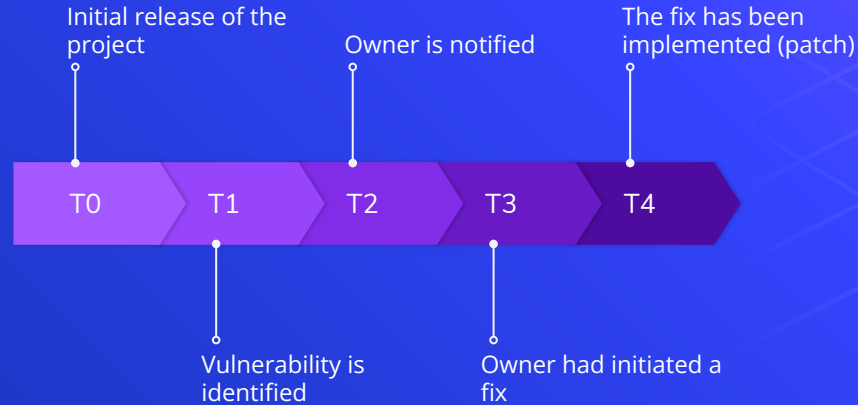 Initial release of the
project
Owner is notified
The fix has been
implemented (patch)
T0
T1
T2
T3
T4
Vulnerability is
identified
Owner had initiated a
fix